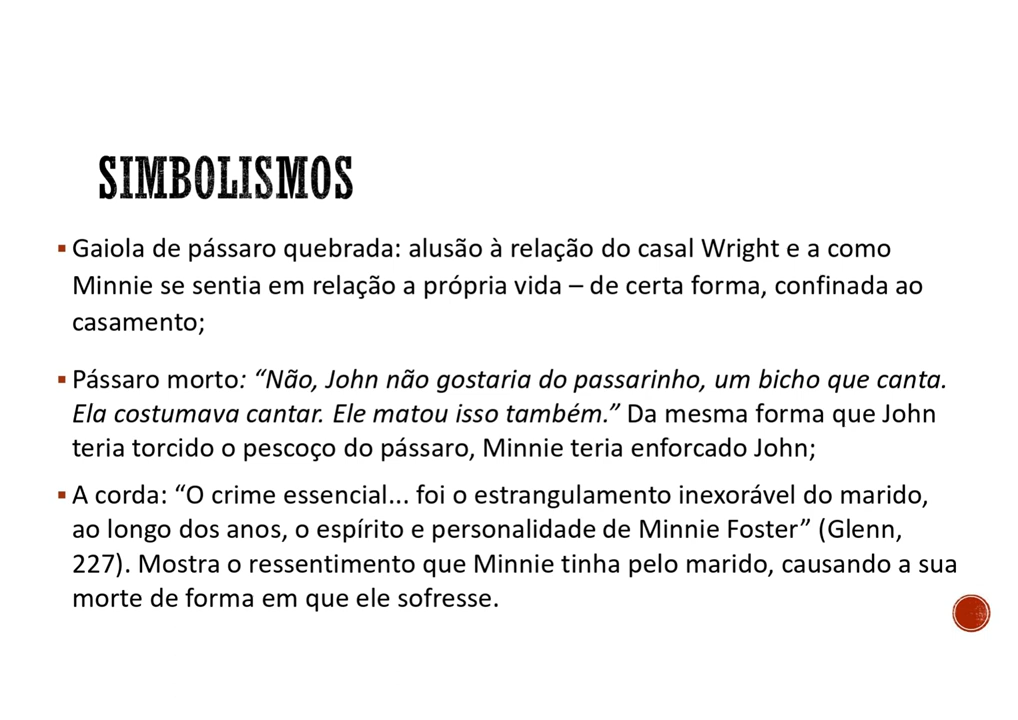 SIMBOLISMOS
▪ Gaiola de pássaro quebrada: alusão à relação do casal Wright e a como
Minnie se sentia em relação a própria vida – de certa forma, confinada ao
casamento;
▪ Pássaro morto: “Não, John não gostaria do passarinho, um bicho que canta.
Ela costumava cantar. Ele matou isso também.” Da mesma forma que John
teria torcido o pescoço do pássaro, Minnie teria enforcado John;
▪ A corda: “O crime essencial... foi o estrangulamento inexorável do marido,
ao longo dos anos, o espírito e personalidade de Minnie Foster” (Glenn,
227). Mostra o ressentimento que Minnie tinha pelo marido, causando a sua
morte de forma em que ele sofresse.